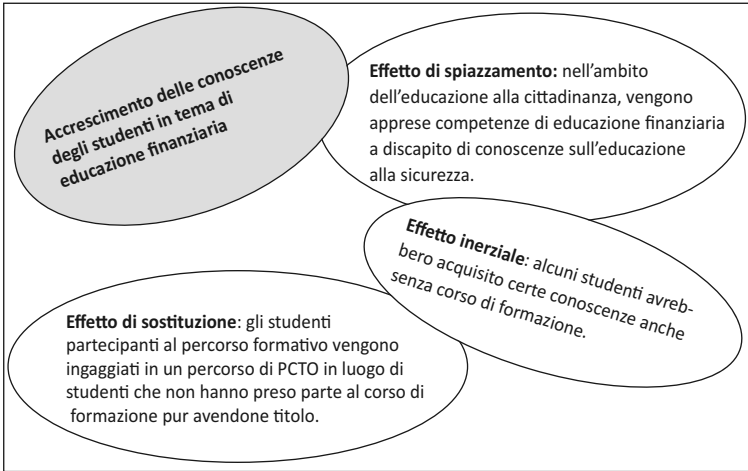 Accrescimento delle conoscenze
degli studenti in tema di
educazione finanziaria
Effetto di spiazzamento: nell'ambito
dell'educazione alla cittadinanza, vengono
apprese competenze di educazione finanziaria
a discapito di conoscenze sull'educazione
alla sicurezza.
Effetto inerziale: alcuni studenti avreb-
bero acquisito certe conoscenze anche
senza corso di formazione.
Effetto di sostituzione: gli studenti
partecipanti al percorso formativo vengono
ingaggiati in un percorso di PCTO in luogo di
studenti che non hanno preso parte al corso di
formazione pur avendone titolo.